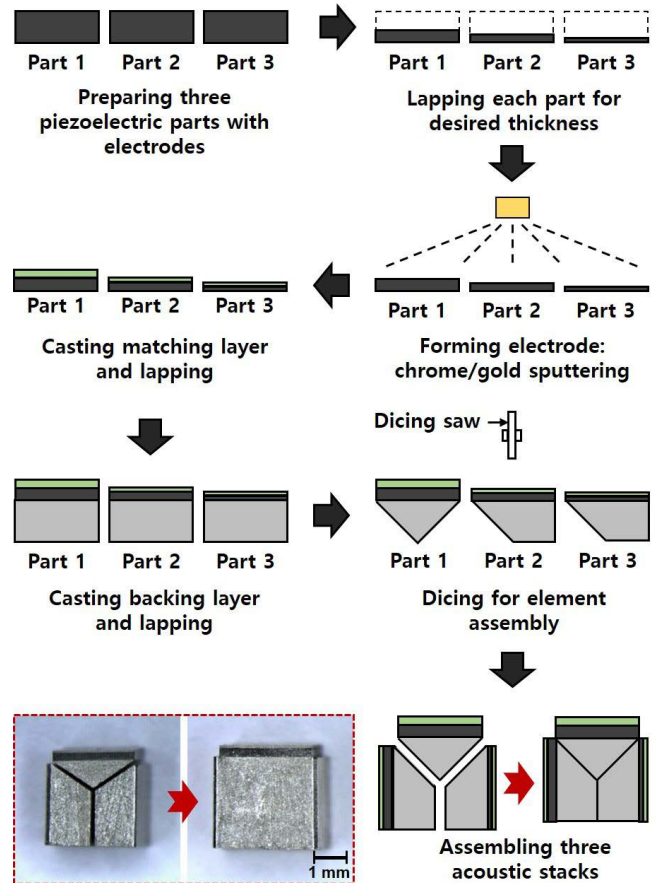 Part 1 Part 2 Part 3
Preparing three
piezoelectric parts with
electrodes
Part 1 Part 2 Part 3
Lapping each part for
desired thickness
Part 1 Part 2 Part 3
Forming electrode:
chrome/gold sputtering
Part 1 Part 2 Part 3
Casting matching layer
and lapping
Part 1 Part 2 Part 3
Casting backing layer
and lapping
Dicing saw
Part 1 Part 2 Part 3
Dicing for element
assembly
Assembling three
acoustic stacks
1 mm